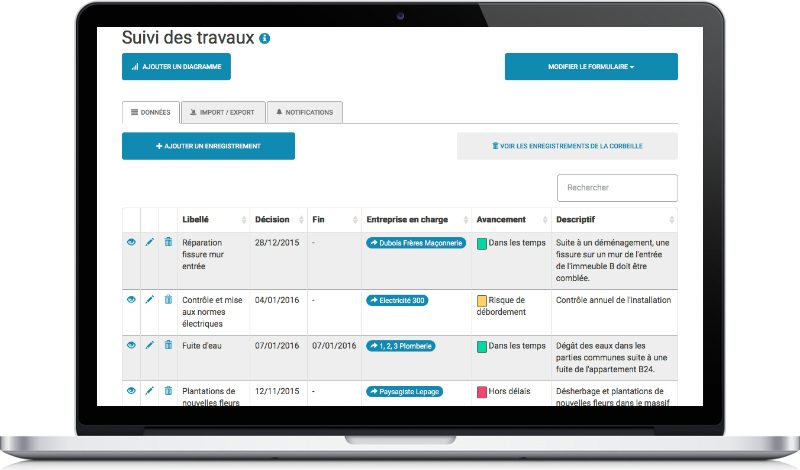 Suivi des travaux
AJOUTER UN DIAGRAMME
MODIFIER LE FORMULAIRE
DONNÉES
IMPORT / EXPORT
NOTIFICATIONS
AJOUTER UN ENREGISTREMENT
VOIR LES ENREGISTREMENTS DE LA CORBEILLE
Rechercher
Libellé Décision Fin Entreprise en charge Avancement Descriptif
Réparation
fissure mur
entrée
28/12/2015
-
Dubois Frères Maçonnerie
Dans les temps
Suite à un déménagement, une
fissure sur un mur de l'entrée
de l'immeuble B doit être
comblée.
Contrôle et mise
aux normes
électriques
04/01/2016
-
Electricité 300
Risque de
débordement
Contrôle annuel de l'installation
Fuite d'eau
07/01/2016
07/01/2016
1, 2, 3 Plomberie
Dans les temps
Dégât des eaux dans les
parties communes suite à une
fuite de l'appartement B24.
Plantations de
nouvelles fleurs
12/11/2015
-
Paysagiste Lepage
Hors délais
Désherbage et plantations de
nouvelles fleurs dans le massif